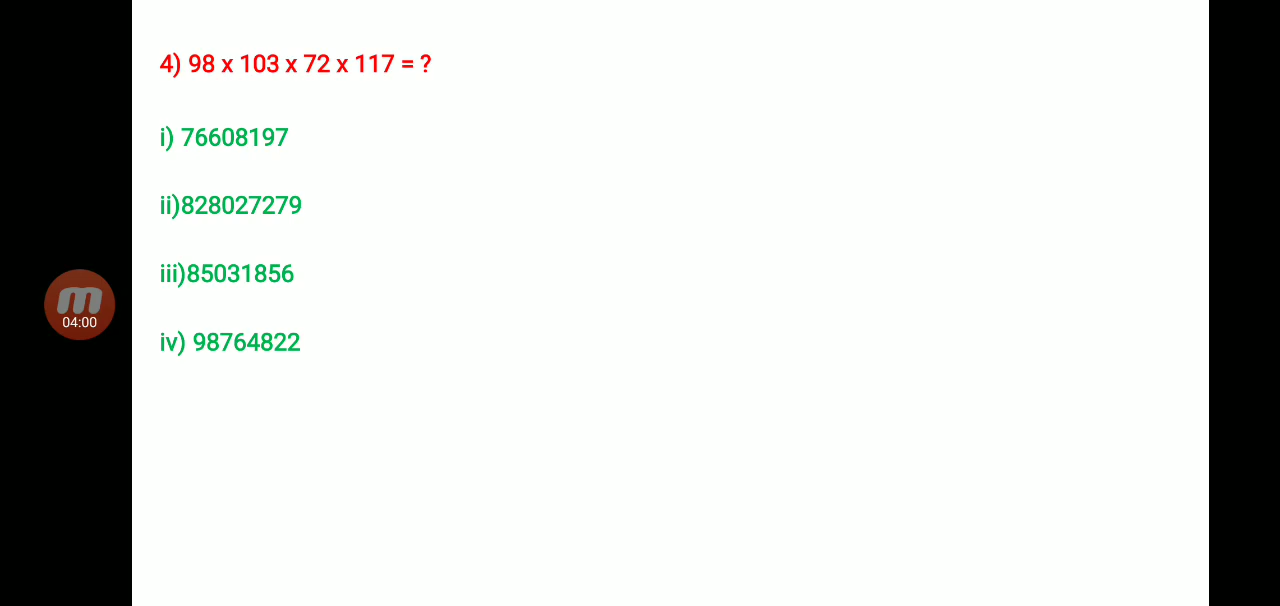 4) 98 x 103 x 72 x 117 = ?
i) 76608197
ii)828027279
iii)85031856
iv) 98764822
m
04:00